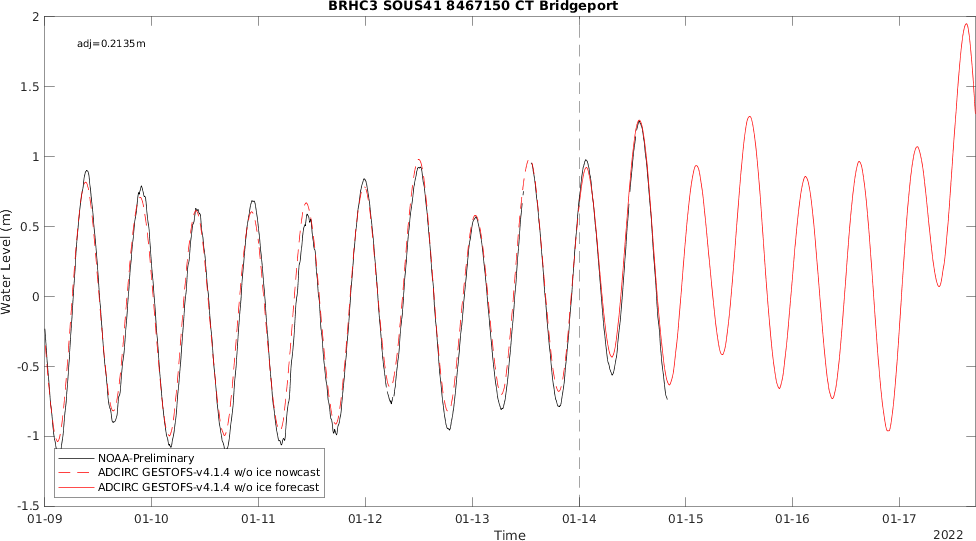 BRHC3 SOUS41 8467150 CT Bridgeport
adj=0.2135m
2
1.5
1
0.5
0
-0.5
-1
-1.5
Water Level (m)
NOAA-Preliminary
ADCIRC GESTOFS-v4.1.4 w/o ice nowcast
ADCIRC GESTOFS-v4.1.4 w/o ice forecast
01-09 01-10 01-11 01-12 01-13 01-14 01-15 01-16 01-17
Time
2022